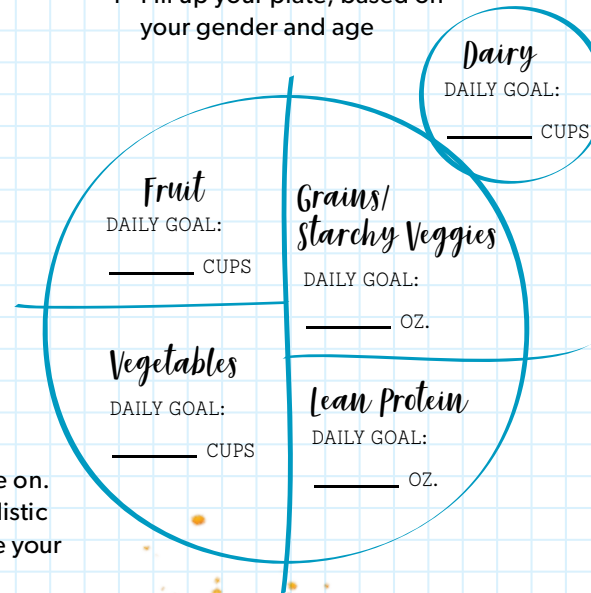 your gender and age
Dairy
DAILY GOAL:
CUPS
Fruit
DAILY GOAL:
CUPS
Grains/
Starchy Veggies
DAILY GOAL:
OZ.
Vegetables
DAILY GOAL:
CUPS
Lean Protein
DAILY GOAL:
OZ.
on.
your